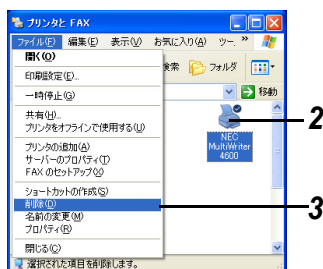 プリンタと FAX
ファイル(F) 編集(E) 表示(V) お気に入り(A) ツー. »
開く(O)
印刷設定(E)...
一時停止(G)
共有(H)...
プリンタをオフラインで使用する(U)
プリンタの追加(A)
サーバーのプロパティ(T)
FAX のセットアップ(X)
ショートカットの作成(S)
削除(D)
名前の変更(M)
プロパティ(R)
閉じる(C)
検索 フォルダ
移動
NEC
MultiWriter
4600
2
3
選択された項目を削除します。